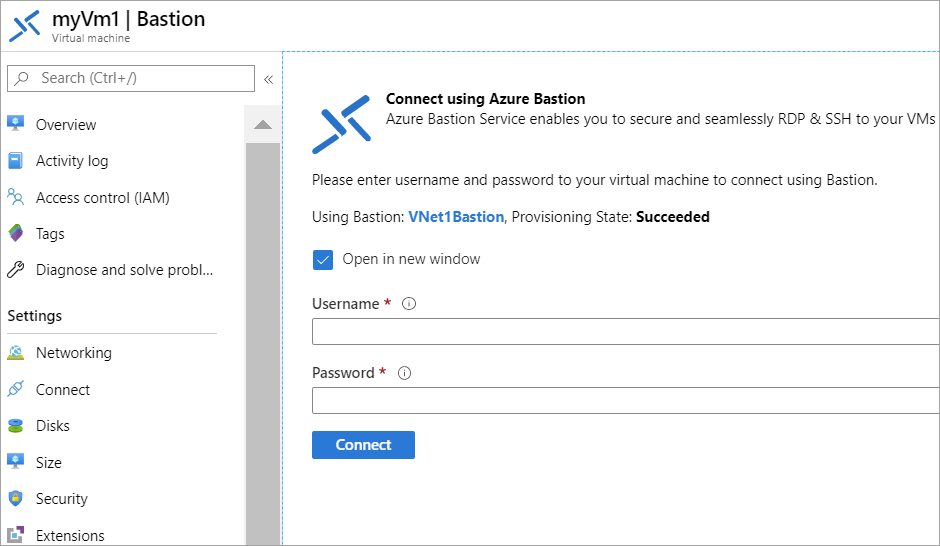 myVm1 | Bastion
Virtual machine
Search (Ctrl+/)
«
Overview
Activity log
Access control (IAM)
Tags
Diagnose and solve probl...
Settings
Networking
Connect
Disks
Size
Security
Extensions
Connect using Azure Bastion
Azure Bastion Service enables you to secure and seamlessly RDP & SSH to your VMs
Please enter username and password to your virtual machine to connect using Bastion.
Using Bastion: VNet1Bastion, Provisioning State: Succeeded
Open in new window
Username *
Password *
Connect